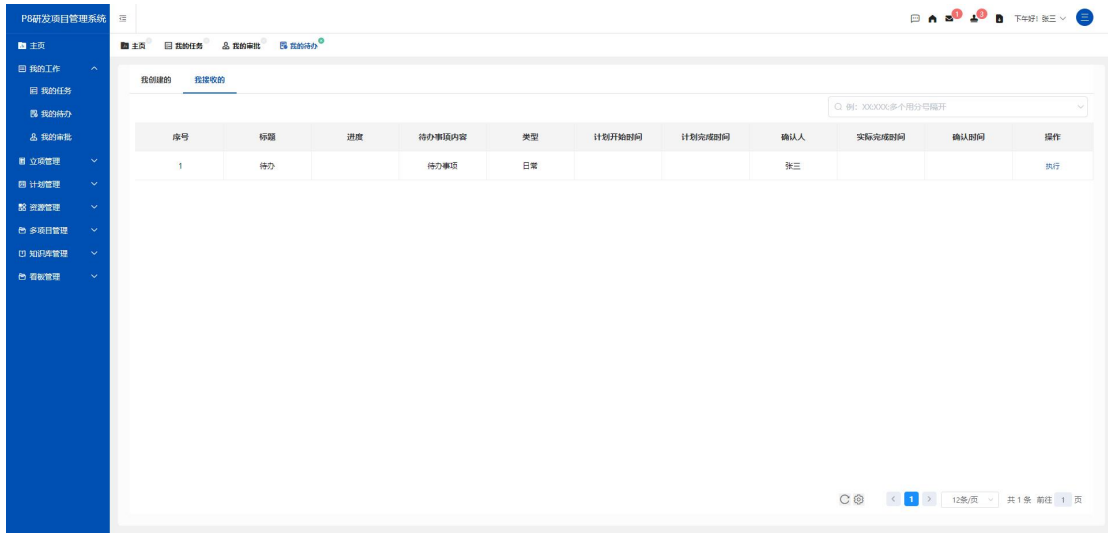 P8研发项目管理系统
1
3
下午好! 张三
三
主页
我的工作
我的任务
我的待办
我的审批
立项管理
计划管理
资源管理
多项目管理
知识库管理
看板管理
主页 我的任务 我的审批 我的待办
我创建的 我接收的
例：XX;XXX;多个用分号隔开
序号 标题 进度 待办事项内容 类型 计划开始时间 计划完成时间 确认人 实际完成时间 确认时间 操作
1 待办 待办事项 日常 张三 执行
1 12条/页 共 1 条 前往 1 页